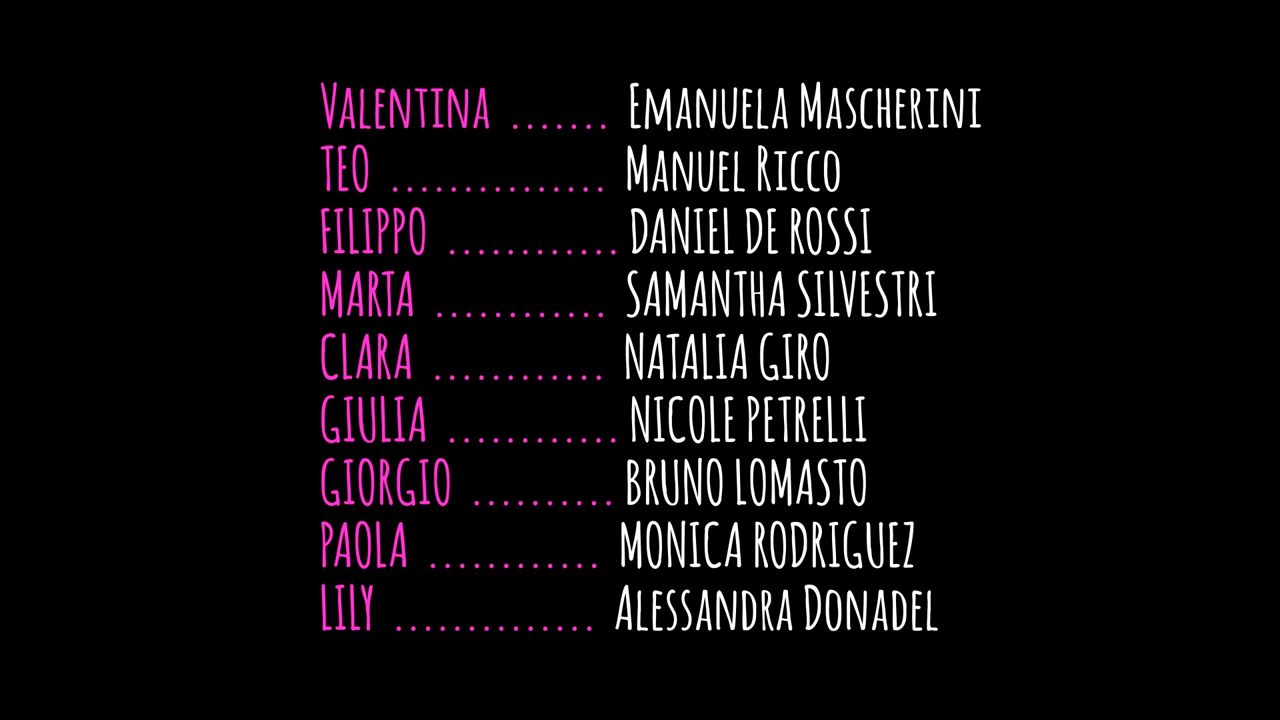 Valentina ....... Emanuela Mascherini
TEO ............... Manuel Ricco
FILIPPO ............ DANIEL DE ROSSI
MARTA ............ SAMANTHA SILVESTRI
CLARA ............ NATALIA GIRO
GIULIA ............ NICOLE PETRELLI
GIORGIO .......... BRUNO LOMASTO
PAOLA ............ MONICA RODRIGUEZ
LILY .............. Alessandra Donadel